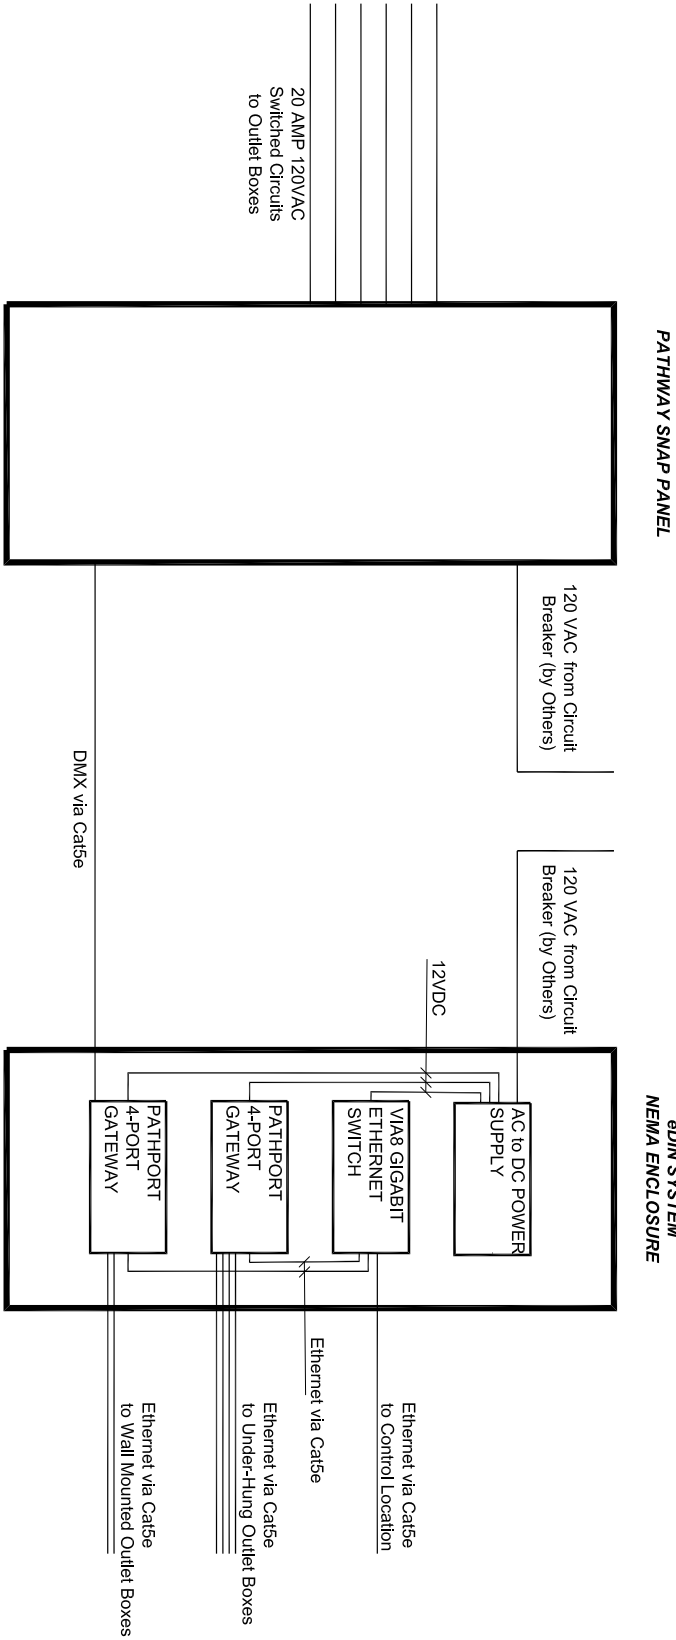 PATHWAY SNAP PANEL
20 AMP 120VAC
Switched Circuits
to Outlet Boxes
120 VAC from Circuit
Breaker (by Others)
DMX via Cat5e
120 VAC from Circuit
Breaker (by Others)
12VDC
eDIN SYSTEM
NEMA ENCLOSURE
AC to DC POWER
SUPPLY
VIA8 GIGABIT
ETHERNET
SWITCH
PATHPORT
4-PORT
GATEWAY
PATHPORT
4-PORT
GATEWAY
Ethernet via Cat5e
to Control Location
Ethernet via Cat5e
Ethernet via Cat5e
to Under-Hung Outlet Boxes
Ethernet via Cat5e
to Wall Mounted Outlet Boxes